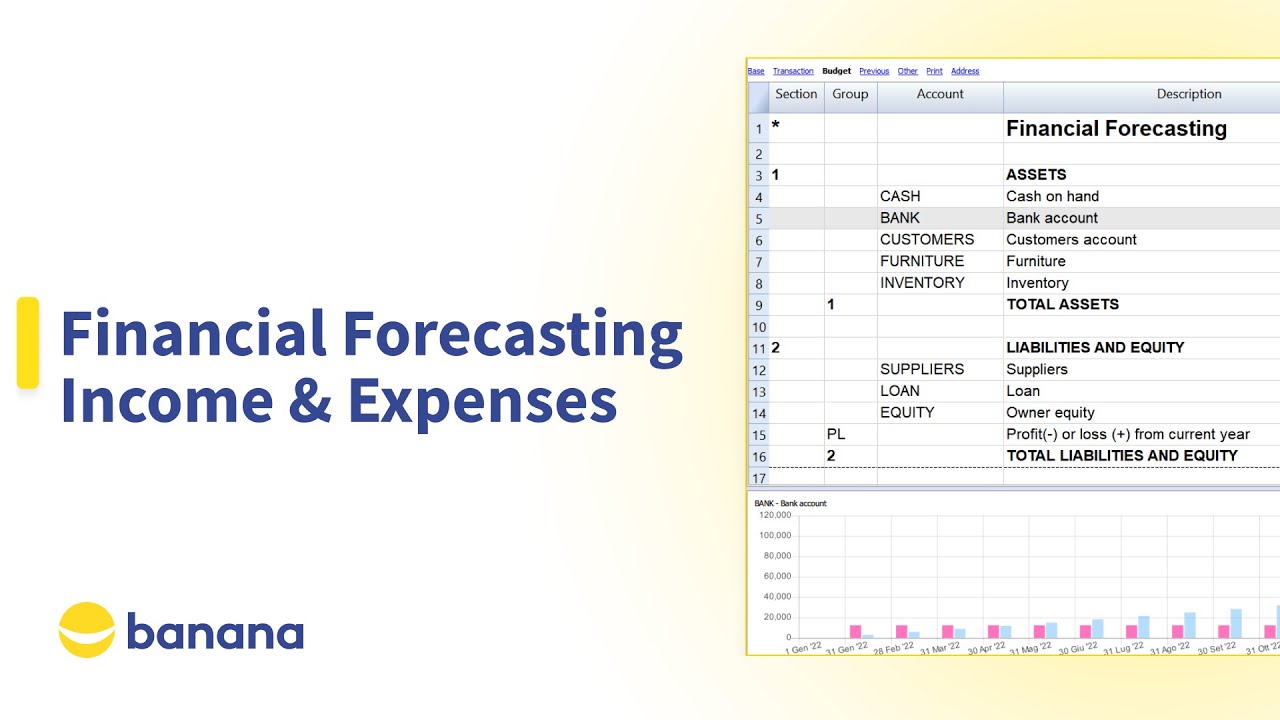 Financial Forecasting
Income & Expenses
banana
Base Transaction Budget Previous Other Print Address
Section Group Account Description
1 * Financial Forecasting
2
3 1 ASSETS
4 CASH Cash on hand
5 BANK Bank account
6 CUSTOMERS Customers account
7 FURNITURE Furniture
8 INVENTORY Inventory
9 1 TOTAL ASSETS
10
11 2 LIABILITIES AND EQUITY
12 SUPPLIERS Suppliers
13 LOAN Loan
14 EQUITY Owner equity
15 PL Profit(-) or loss (+) from current year
16 2 TOTAL LIABILITIES AND EQUITY
17
BANK - Bank account
120,000
100,000
80,000
60,000
40,000
20,000
0
1 Gen '22 31 Gen '22 28 Feb '22 31 Mar '22 30 Apr '22 31 Mag '22 30 Giu '22 31 Lug '22 31 Ago '22 30 Set '22 31 Ott '22